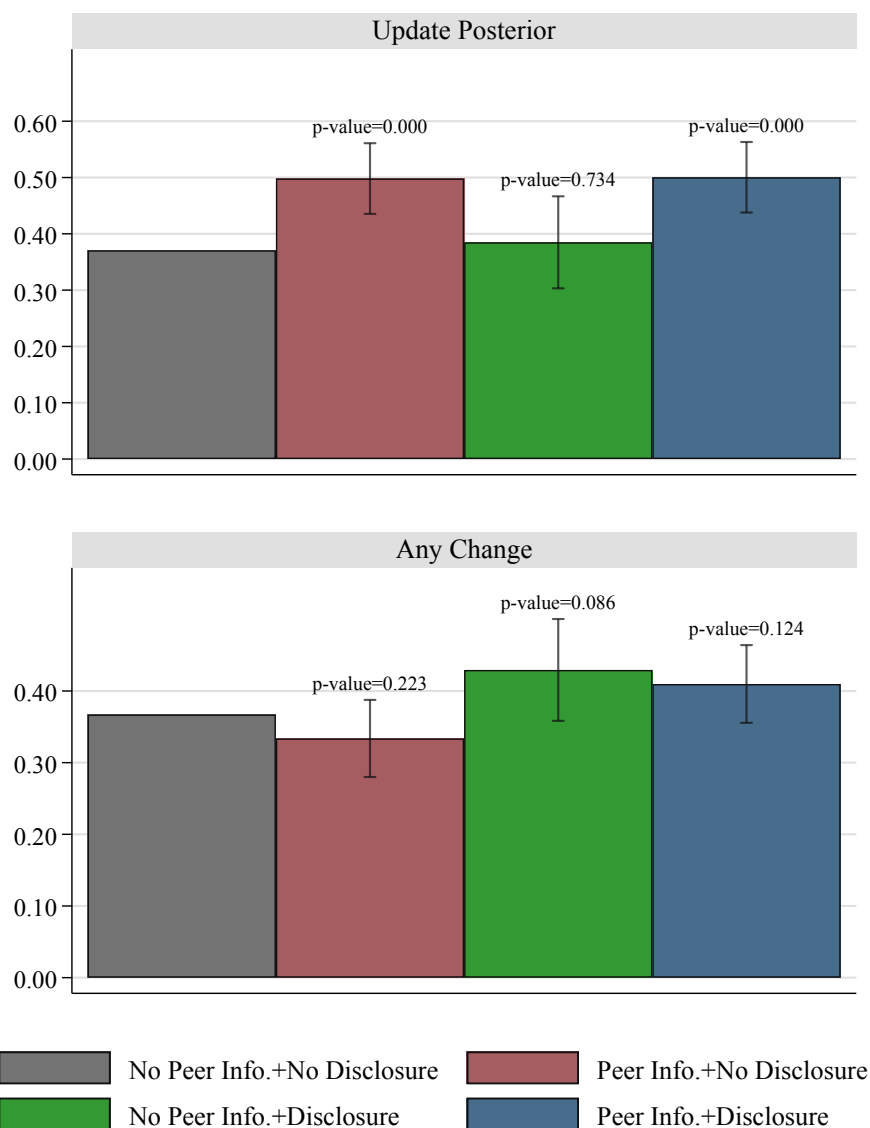 Update Posterior
0.60
0.50
0.40
0.30
0.20
0.10
0.00
p-value=0.000
p-value=0.734
p-value=0.000
Any Change
0.40
0.30
0.20
0.10
0.00
p-value=0.223
p-value=0.086
p-value=0.124
No Peer Info.+No Disclosure
Peer Info.+No Disclosure
No Peer Info.+Disclosure
Peer Info.+Disclosure